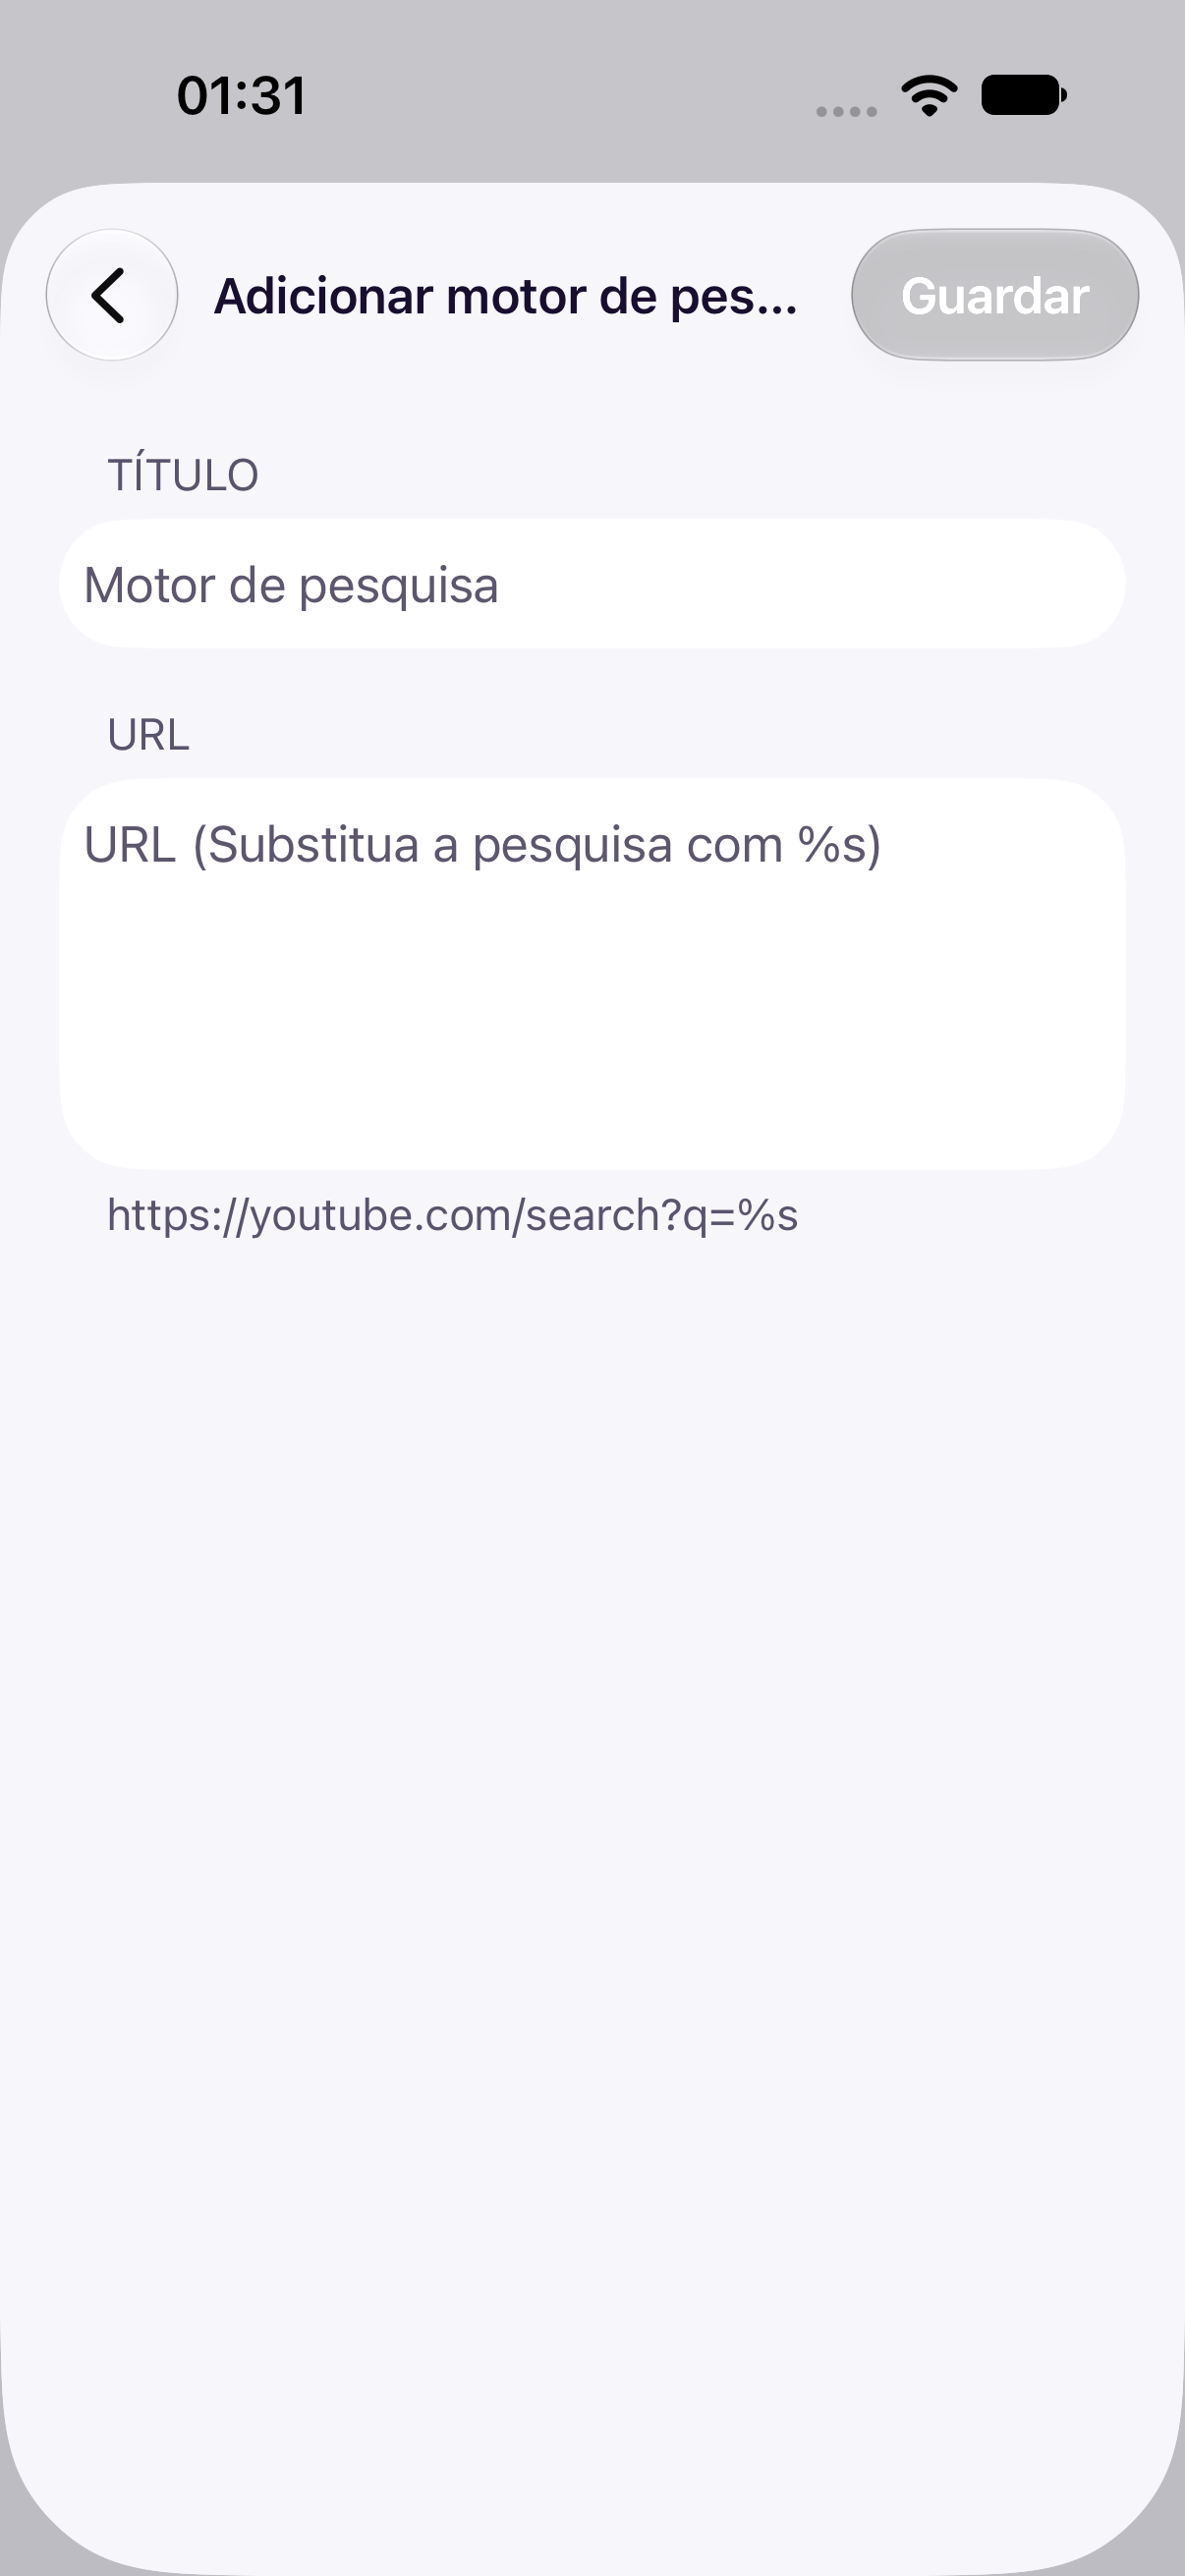 01:31
Adicionar motor de pes...
Guardar
TÍTULO
Motor de pesquisa
URL
URL (Substitua a pesquisa com %s)
https://youtube.com/search?q=%s